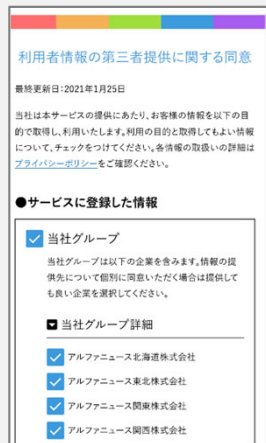 利用者情報の第三者提供に関する同意
最終更新日:2021年1月25日
当社は本サービスの提供にあたり、お客様の情報を以下の目
的で取得し、利用いたします。利用の目的と取得してもよい情報
について、チェックをつけてください。各情報の取扱いの詳細は
プライバシーポリシーをご確認ください。
●サービスに登録した情報
当社グループ
当社グループは以下の企業を含みます。情報の提
供先について個別に同意いただく場合は提供して
も良い企業を選択してください。
当社グループ詳細
アルファニュース北海道株式会社
アルファニュース東北株式会社
アルファニュース関東株式会社
アルファニュース関西株式会社